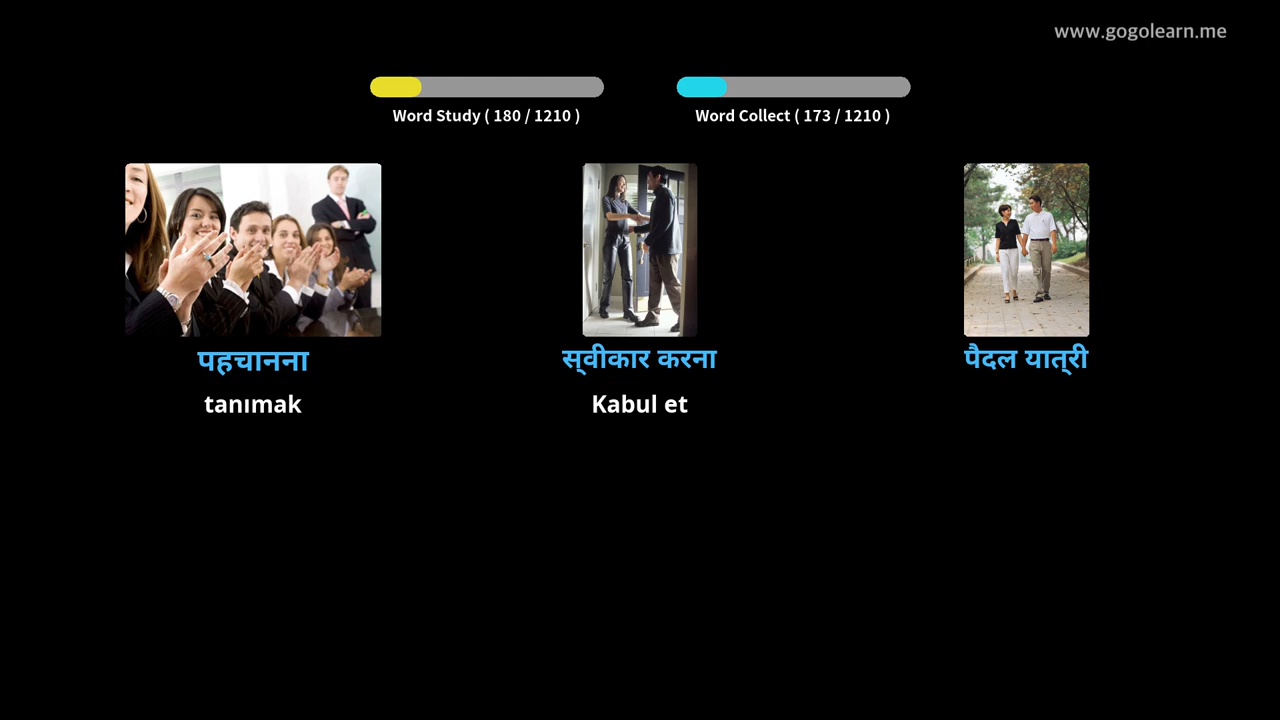 www.gogolearn.me
Word Study ( 180 / 1210 )
Word Collect ( 173 / 1210 )
पहचानना
स्वीकार करना
पैदल यात्री
tanımak
Kabul et